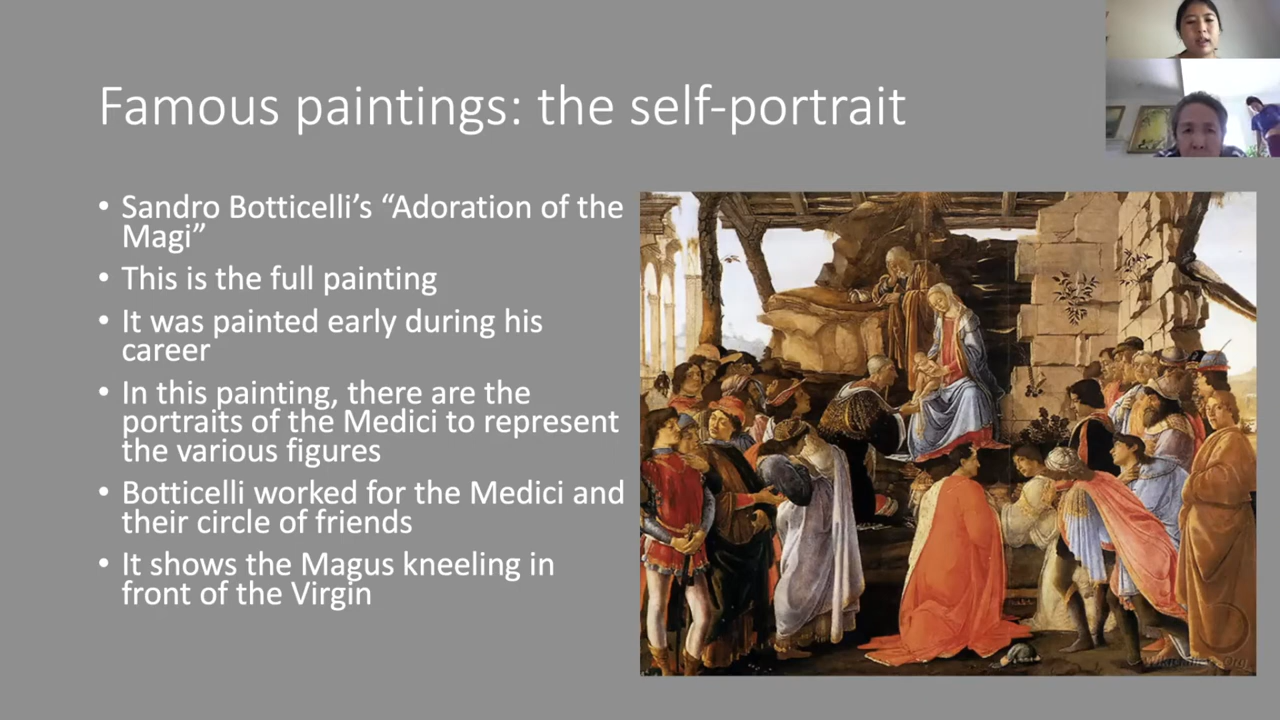 Famous paintings: the self-portrait
• Sandro Botticelli’s “Adoration of the
Magi”
• This is the full painting
• It was painted early during his
career
• In this painting, there are the
portraits of the Medici to represent
the various figures
• Botticelli worked for the Medici and
their circle of friends
• It shows the Magus kneeling in
front of the Virgin